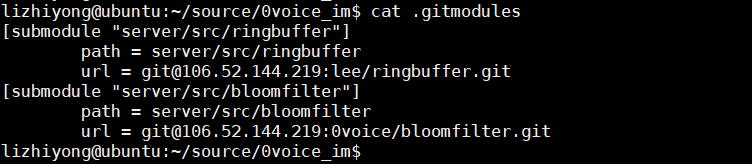 lizhiyong@ubuntu:~/source/0voice_im$ cat .gitmodules
[submodule "server/src/ringbuffer"]
        path = server/src/ringbuffer
        url = git@106.52.144.219:lee/ringbuffer.git
[submodule "server/src/bloomfilter"]
        path = server/src/bloomfilter
        url = git@106.52.144.219:0voice/bloomfilter.git
lizhiyong@ubuntu:~/source/0voice_im$